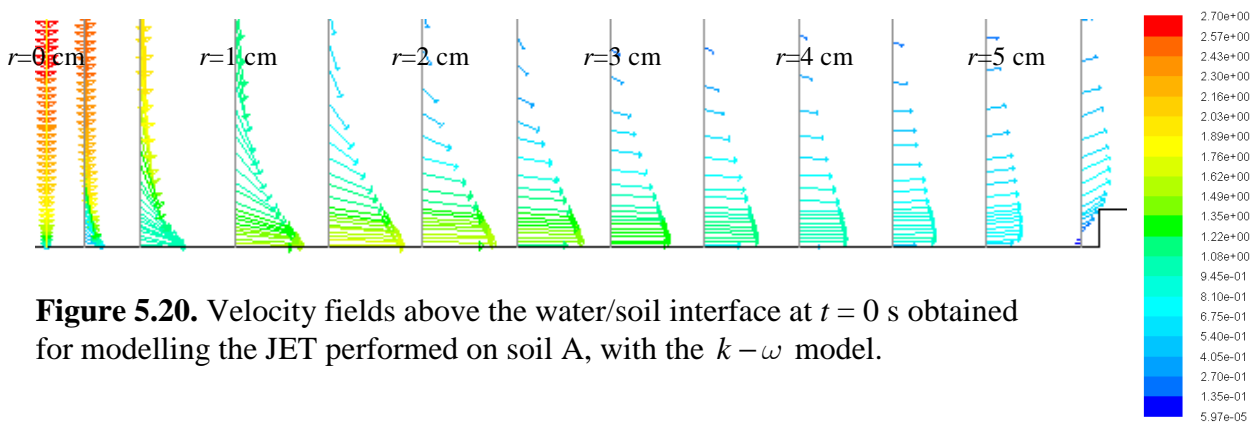 r=0 cm r=1 cm r=2 cm r=3 cm r=4 cm r=5 cm
2.70e+00
2.57e+00
2.43e+00
2.30e+00
2.16e+00
2.03e+00
1.89e+00
1.76e+00
1.62e+00
1.49e+00
1.35e+00
1.22e+00
1.08e+00
9.45e-01
8.10e-01
6.75e-01
5.40e-01
4.05e-01
2.70e-01
1.35e-01
5.97e-05
Figure 5.20. Velocity fields above the water/soil interface at t = 0 s obtained
for modelling the JET performed on soil A, with the k − ω model.